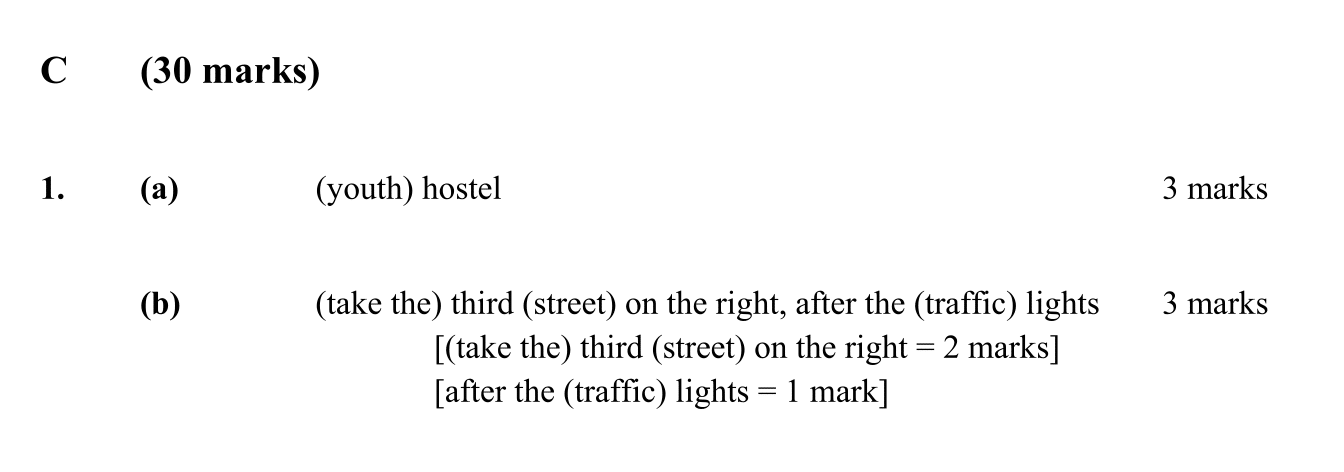 C (30 marks)
1. (a) (youth) hostel 3 marks
(b) (take the) third (street) on the right, after the (traffic) lights 3 marks
[(take the) third (street) on the right = 2 marks]
[after the (traffic) lights = 1 mark]